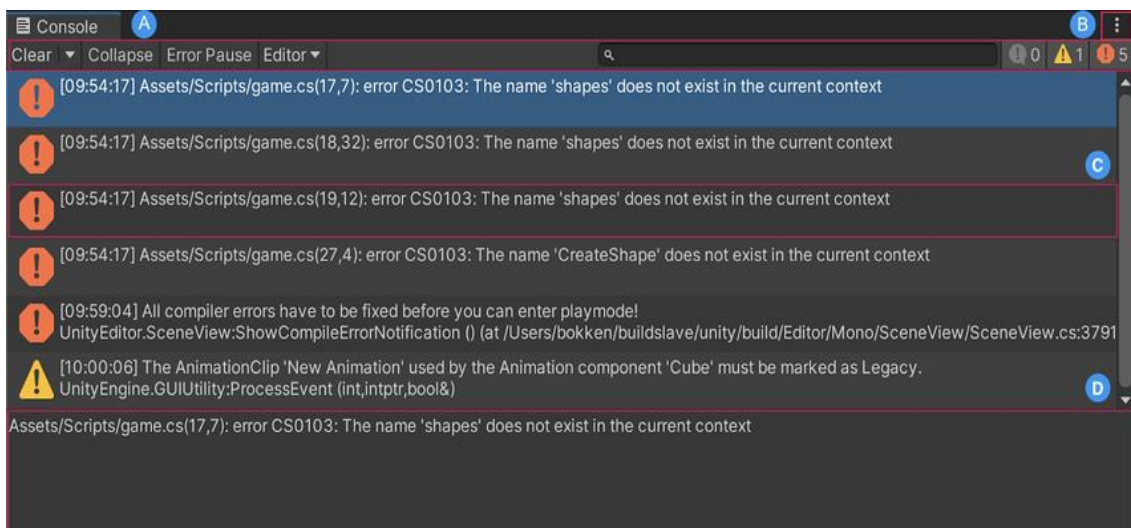 Console A B
Clear Collapse Error Pause Editor 0 1 5
[09:54:17] Assets/Scripts/game.cs(17,7): error CS0103: The name 'shapes' does not exist in the current context
[09:54:17] Assets/Scripts/game.cs(18,32): error CS0103: The name 'shapes' does not exist in the current context
C
[09:54:17] Assets/Scripts/game.cs(19,12): error CS0103: The name 'shapes' does not exist in the current context
[09:54:17] Assets/Scripts/game.cs(27,4): error CS0103: The name 'CreateShape' does not exist in the current context
[09:59:04] All compiler errors have to be fixed before you can enter playmode!
UnityEditor.SceneView:ShowCompileErrorNotification () (at /Users/bokken/buildslave/unity/build/Editor/Mono/SceneView/SceneView.cs:3791
[10:00:06] The AnimationClip 'New Animation' used by the Animation component 'Cube' must be marked as Legacy.
UnityEngine.GUIUtility:ProcessEvent (int,intptr,bool&) D
Assets/Scripts/game.cs(17,7): error CS0103: The name 'shapes' does not exist in the current context